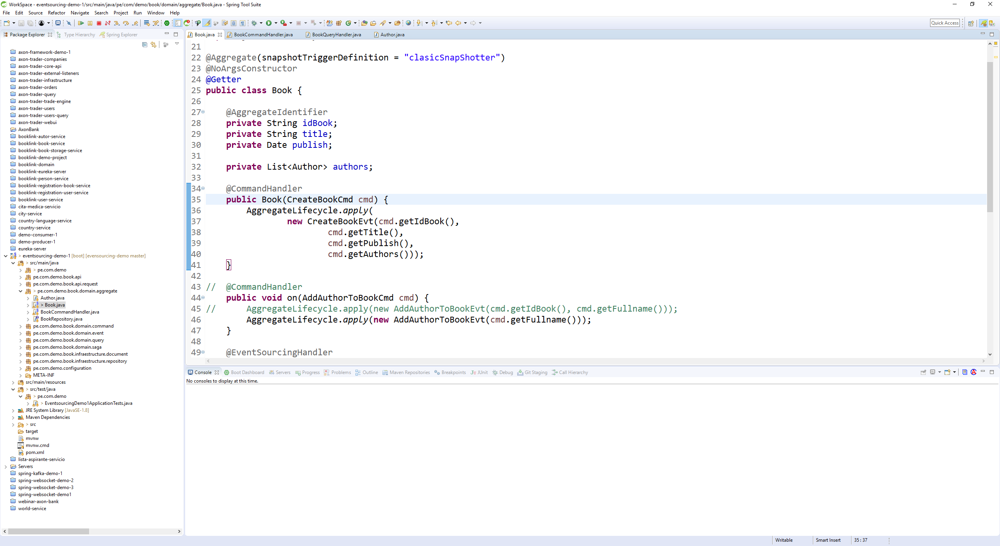 WorkSpace - eventsourcing-demo-1/src/main/java/pe/com/demo/book/domain/aggregate/Book.java - Spring Tool Suite
File Edit Source Refactor Navigate Search Project Run Window Help
Quick Access
Package Explorer Type Hierarchy Spring Explorer
axon-framework-demo-1
axon-trader-companies
axon-trader-core-api
axon-trader-external-listeners
axon-trader-infrastructure
axon-trader-orders
axon-trader-query
axon-trader-trade-engine
axon-trader-users
axon-trader-users-query
axon-trader-webui
AxonBank
booklink-autor-service
booklink-book-service
booklink-book-storage-service
booklink-demo-project
booklink-domain
booklink-eureka-server
booklink-person-service
booklink-registration-book-service
booklink-registration-user-service
booklink-user-service
cita-medica-servicio
city-service
country-language-service
country-service
demo-consumer-1
demo-producer-1
eureka-server
> eventsourcing-demo-1 [boot] [evensourcing-demo master]
> src/main/java
> pe.com.demo
pe.com.demo.book.api
pe.com.demo.book.api.request
> pe.com.demo.book.domain.aggregate
Author.java
> Book.java
BookCommandHandler.java
BookRepository.java
pe.com.demo.book.domain.command
pe.com.demo.book.domain.event
pe.com.demo.book.domain.query
pe.com.demo.book.domain.saga
pe.com.demo.book.infraestructure.document
pe.com.demo.book.infraestructure.repository
pe.com.demo.configuration
META-INF
src/main/resources
> src/test/java
> pe.com.demo
> EventsourcingDemo1ApplicationTests.java
JRE System Library [JavaSE-1.8]
Maven Dependencies
> src
target
mvnw
mvnw.cmd
pom.xml
lista-aspirante-servicio
Servers
spring-kafka-demo-1
spring-websocket-demo-2
spring-websocket-demo-3
spring-websocket-demo1
webinar-axon-bank
world-service
Book.java BookCommandHandler.java BookQueryHandler.java Author.java
21
22 @Aggregate(snapshotTriggerDefinition = "clasicSnapShotter")
23 @NoArgsConstructor
24 @Getter
25 public class Book {
26
27 @AggregateIdentifier
28 private String idBook;
29 private String title;
30 private Date publish;
31
32 private List<Author> authors;
33
34 @CommandHandler
35 public Book(CreateBookCmd cmd) {
36 AggregateLifecycle.apply(
37 new CreateBookEvt(cmd.getIdBook(),
38 cmd.getTitle(),
39 cmd.getPublish(),
40 cmd.getAuthors()));
41 }
42
43 // @CommandHandler
44 public void on(AddAuthorToBookCmd cmd) {
45 // AggregateLifecycle.apply(new AddAuthorToBookEvt(cmd.getIdBook(), cmd.getFullname()));
46 AggregateLifecycle.apply(new AddAuthorToBookEvt(cmd.getFullname()));
47 }
48
49 @EventSourcingHandler
Console Boot Dashboard Servers Progress Problems Outline Maven Repositories Breakpoints JUnit Debug Git Staging Call Hierarchy
No consoles to display at this time.
Writable Smart Insert 35 : 37